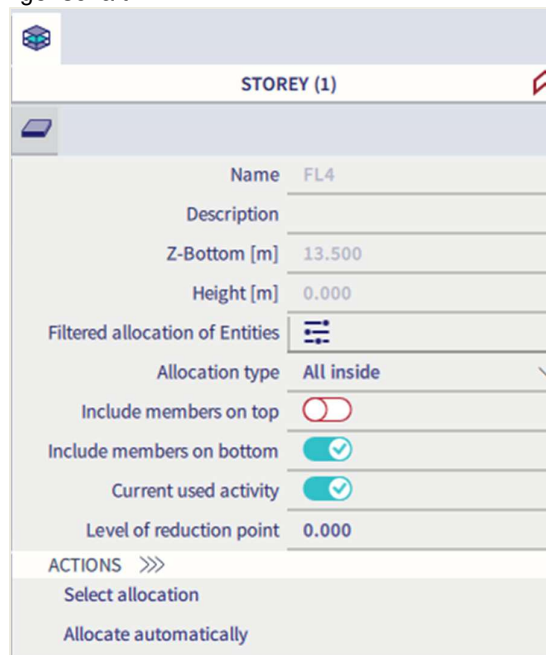 STOREY (1)
Name FL4
Description
Z-Bottom [m] 13.500
Height [m] 0.000
Filtered allocation of Entities
Allocation type All inside
Include members on top
Include members on bottom
Current used activity
Level of reduction point 0.000
ACTIONS >>>
Select allocation
Allocate automatically